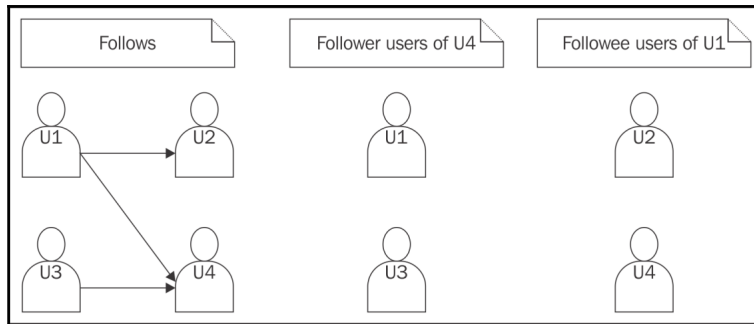 Follows
Follower users of U4
Followee users of U1
U1
U2
U1
U2
U3
U4
U3
U4